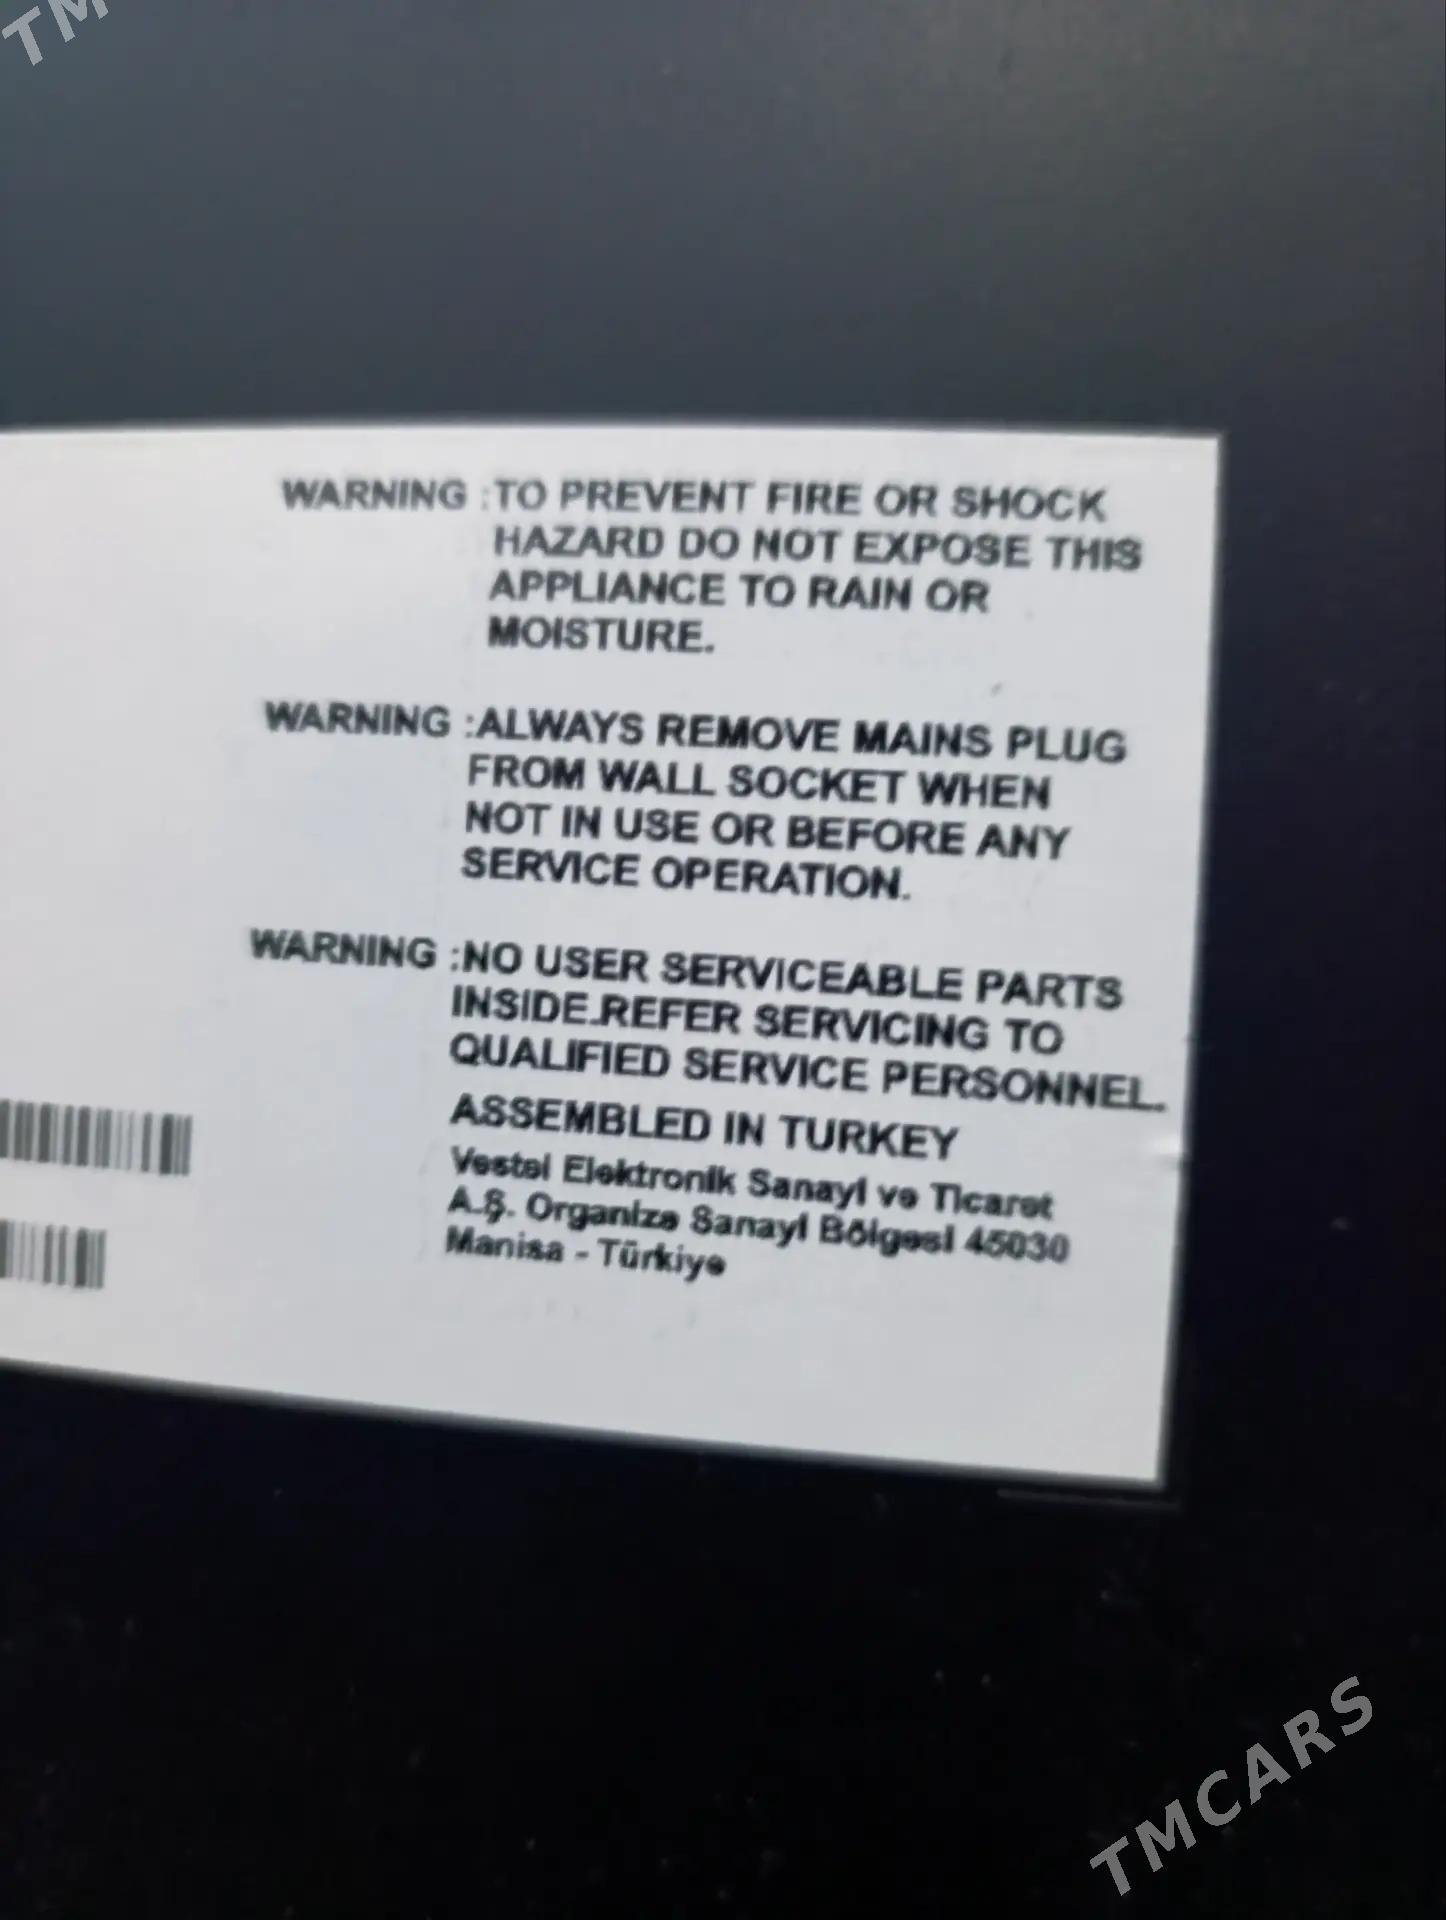 TM
WARNING :TO PREVENT FIRE OR SHOCK
HAZARD DO NOT EXPOSE THIS
APPLIANCE TO RAIN OR
MOISTURE.
WARNING :ALWAYS REMOVE MAINS PLUG
FROM WALL SOCKET WHEN
NOT IN USE OR BEFORE ANY
SERVICE OPERATION.
WARNING :NO USER SERVICEABLE PARTS
INSIDE.REFER SERVICING TO
QUALIFIED SERVICE PERSONNEL.
ASSEMBLED IN TURKEY
Vestel Elektronik Sanayi ve Ticaret
A.Ş. Organize Sanayi Bölgesi 45030
Manisa - Türkiye
TMCARS